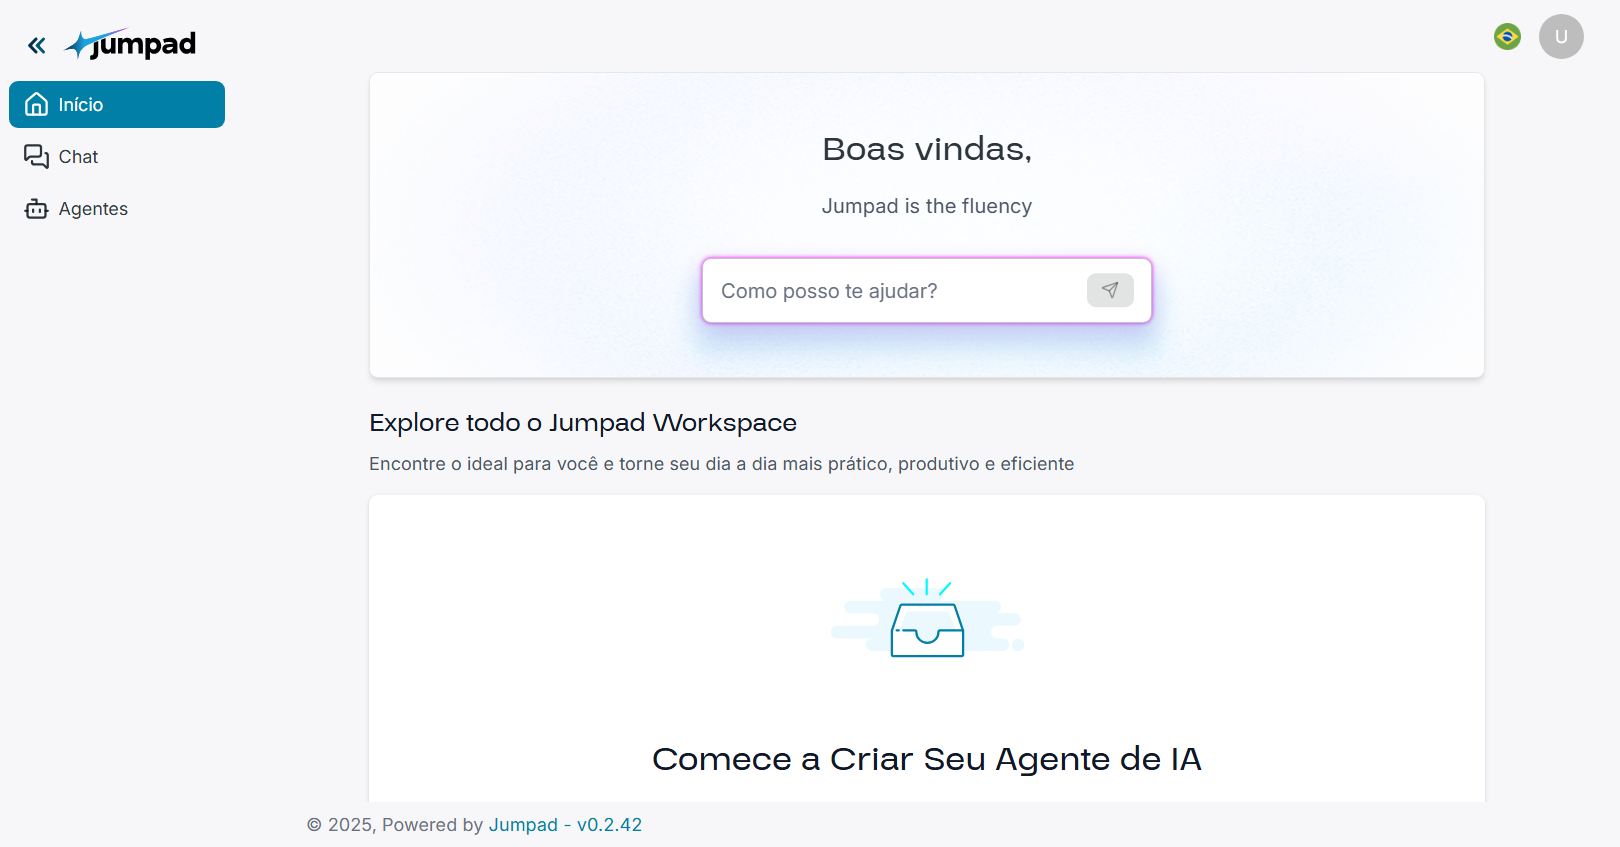 jumpad
U
Início
Chat
Agentes
Boas vindas,
Jumpad is the fluency
Como posso te ajudar?
Explore todo o Jumpad Workspace
Encontre o ideal para você e torne seu dia a dia mais prático, produtivo e eficiente
Comece a Criar Seu Agente de IA
© 2025, Powered by Jumpad - v0.2.42